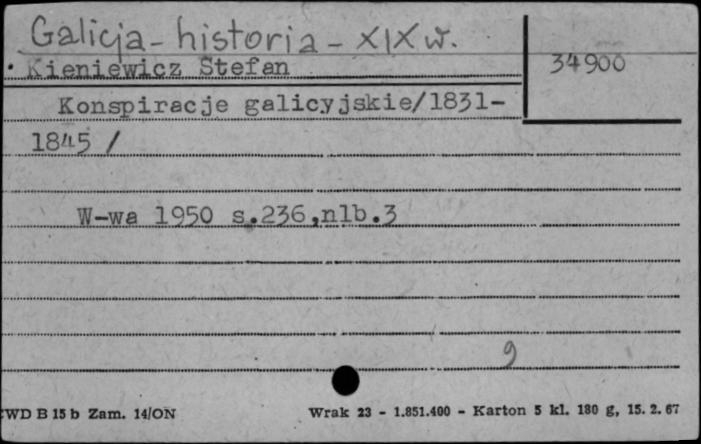 Galicja - historia - XIX w.
Kieniewicz Stefan
34900
Konspiracje galicyjskie/1831-
1845 /
W-wa 1950 s.236,nlb.3
9
WD B 15 b Zam. 14/ON
Wrak 23 - 1.851.400 - Karton 5 kl. 180 g, 15. 2. 67